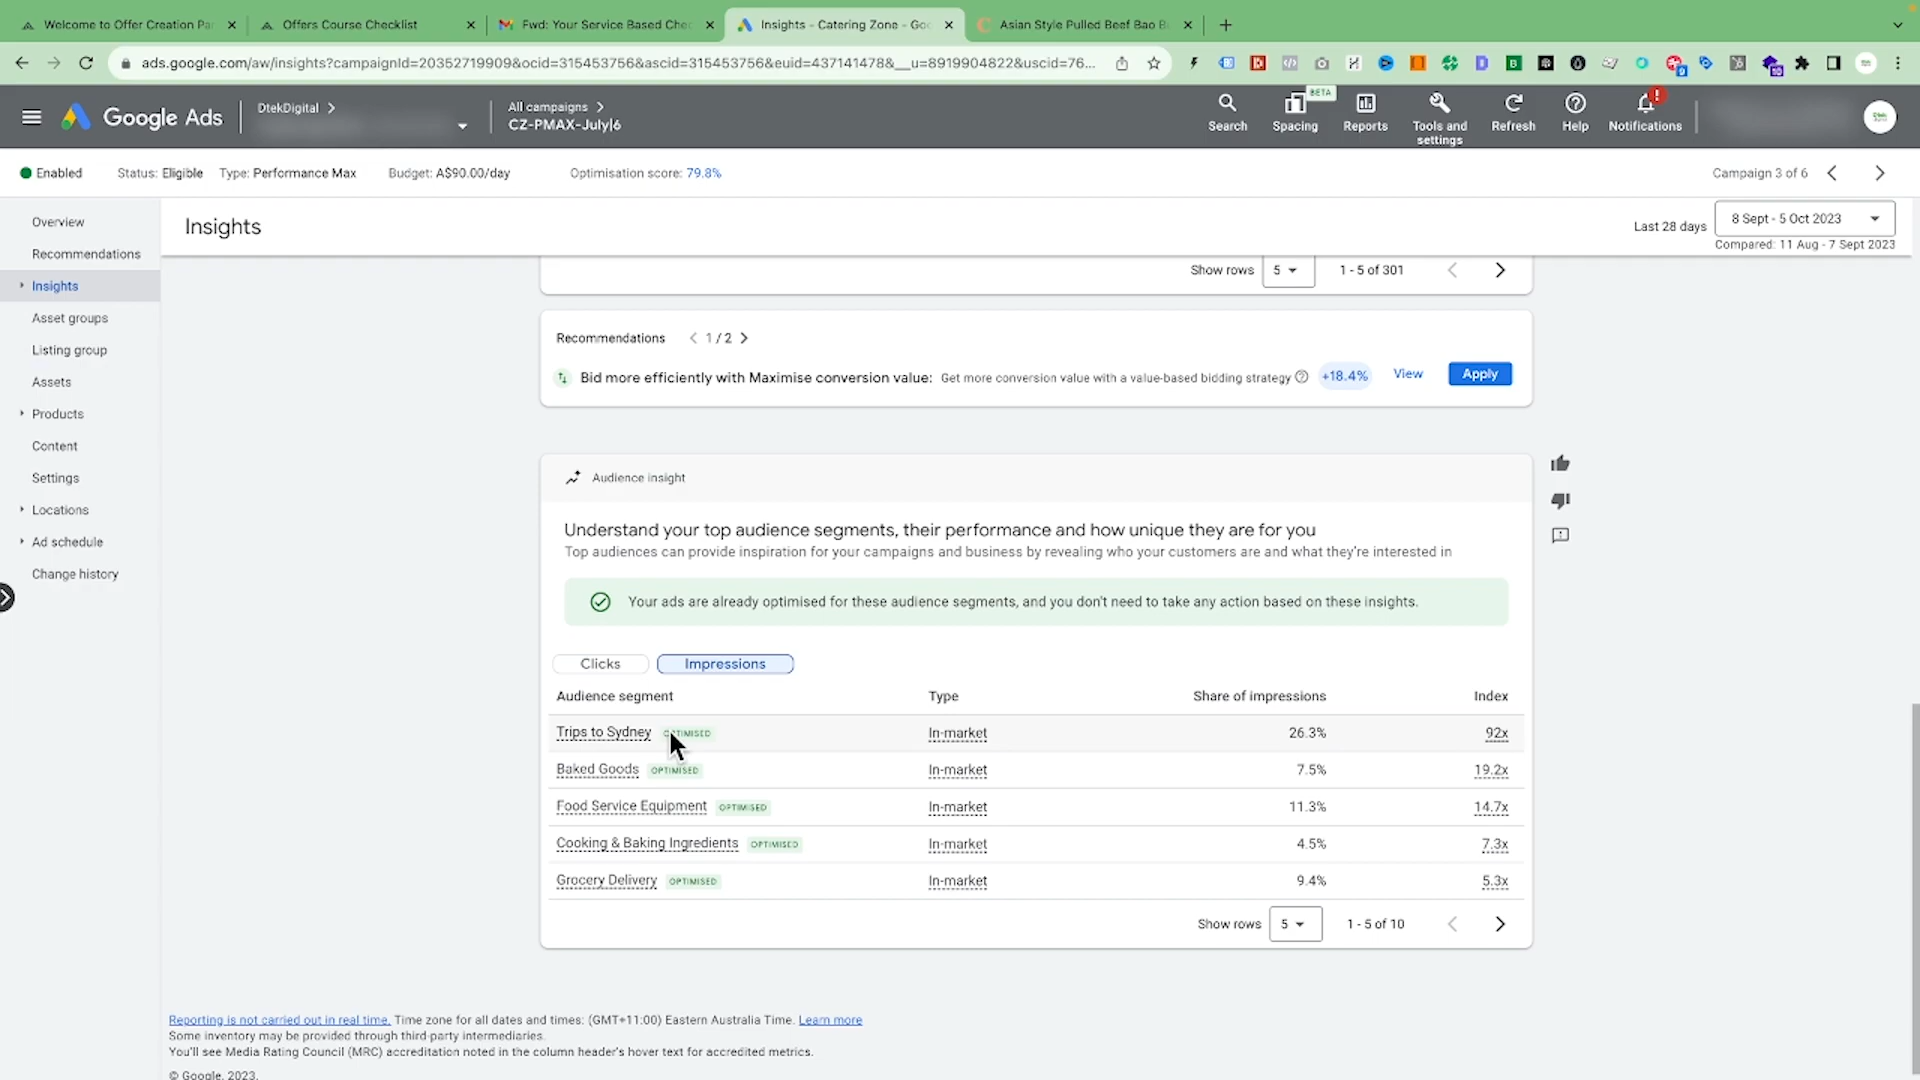 Welcome to Offer Creation Pa
Offers Course Checklist
Fwd: Your Service Based Chec
Insights - Catering Zone - Goo
Asian Style Pulled Beef Bao B
ads.google.com/aw/insights?campaignId=20352719909&ocid=315453756&ascid=315453756&euid=437141478&__u=8919904822&uscid=76...
Google Ads
DtekDigital
All campaigns
CZ-PMAX-July|6
Search
BETA
Spacing
Reports
Tools and settings
Refresh
Help
Notifications
Enabled
Status: Eligible
Type: Performance Max
Budget: A$90.00/day
Optimisation score: 79.8%
Campaign 3 of 6
Overview
Recommendations
Insights
Asset groups
Listing group
Assets
Products
Content
Settings
Locations
Ad schedule
Change history
Insights
Last 28 days
8 Sept - 5 Oct 2023
Compared: 11 Aug - 7 Sept 2023
Show rows 5 1 - 5 of 301
Recommendations 1 / 2
Bid more efficiently with Maximise conversion value: Get more conversion value with a value-based bidding strategy +18.4% View Apply
Audience insight
Understand your top audience segments, their performance and how unique they are for you
Top audiences can provide inspiration for your campaigns and business by revealing who your customers are and what they're interested in
Your ads are already optimised for these audience segments, and you don't need to take any action based on these insights.
Clicks Impressions
Audience segment Type Share of impressions Index
Trips to Sydney In-market 26.3% 92x
Baked Goods OPTIMISED In-market 7.5% 19.2x
Food Service Equipment OPTIMISED In-market 11.3% 14.7x
Cooking & Baking Ingredients OPTIMISED In-market 4.5% 7.3x
Grocery Delivery OPTIMISED In-market 9.4% 5.3x
Show rows 5 1 - 5 of 10
Reporting is not carried out in real time. Time zone for all dates and times: (GMT+11:00) Eastern Australia Time. Learn more
Some inventory may be provided through third-party intermediaries.
You'll see Media Rating Council (MRC) accreditation noted in the column header's hover text for accredited metrics.
© Google, 2023.